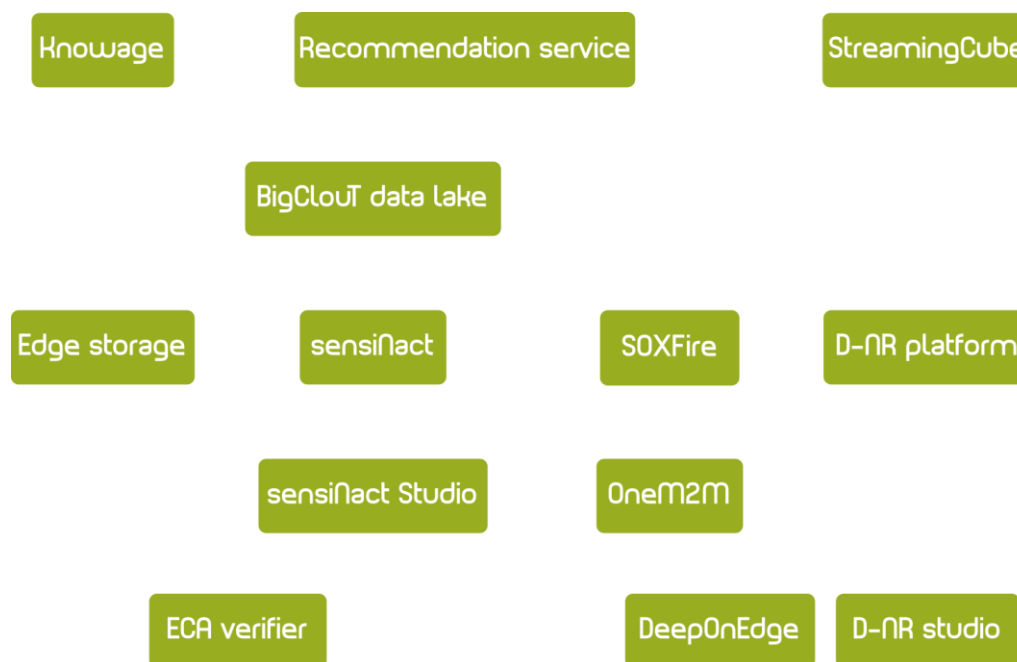 Knowage
Recommendation service
StreamingCube
BigClouT data lake
Edge storage
sensiNact
SOXFire
D-NR platform
sensiNact Studio
OneM2M
ECA verifier
DeepOnEdge
D-NR studio